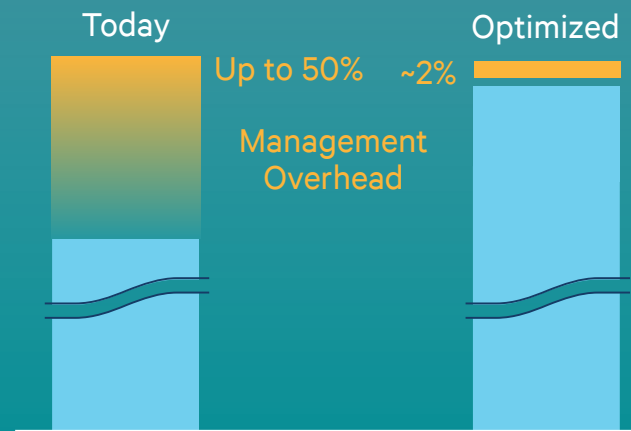 Today
Optimized
Up to 50%
~2%
Management
Overhead